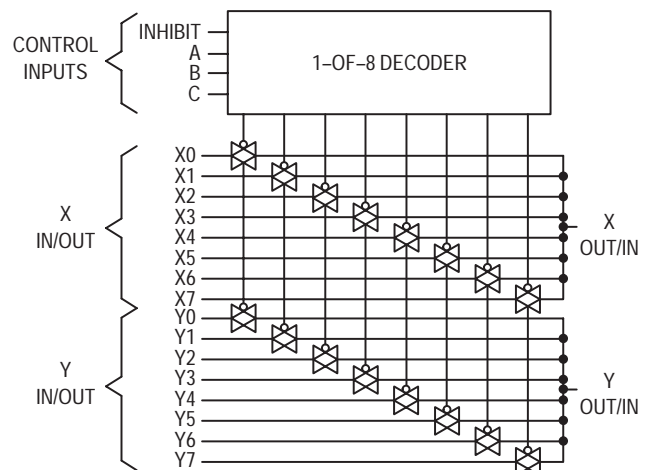 CONTROL
INPUTS
INHIBIT
A
B
C
1–OF–8 DECODER
X
IN/OUT
X0
X1
X2
X3
X4
X5
X6
X7
X
OUT/IN
Y
IN/OUT
Y0
Y1
Y2
Y3
Y4
Y5
Y6
Y7
Y
OUT/IN